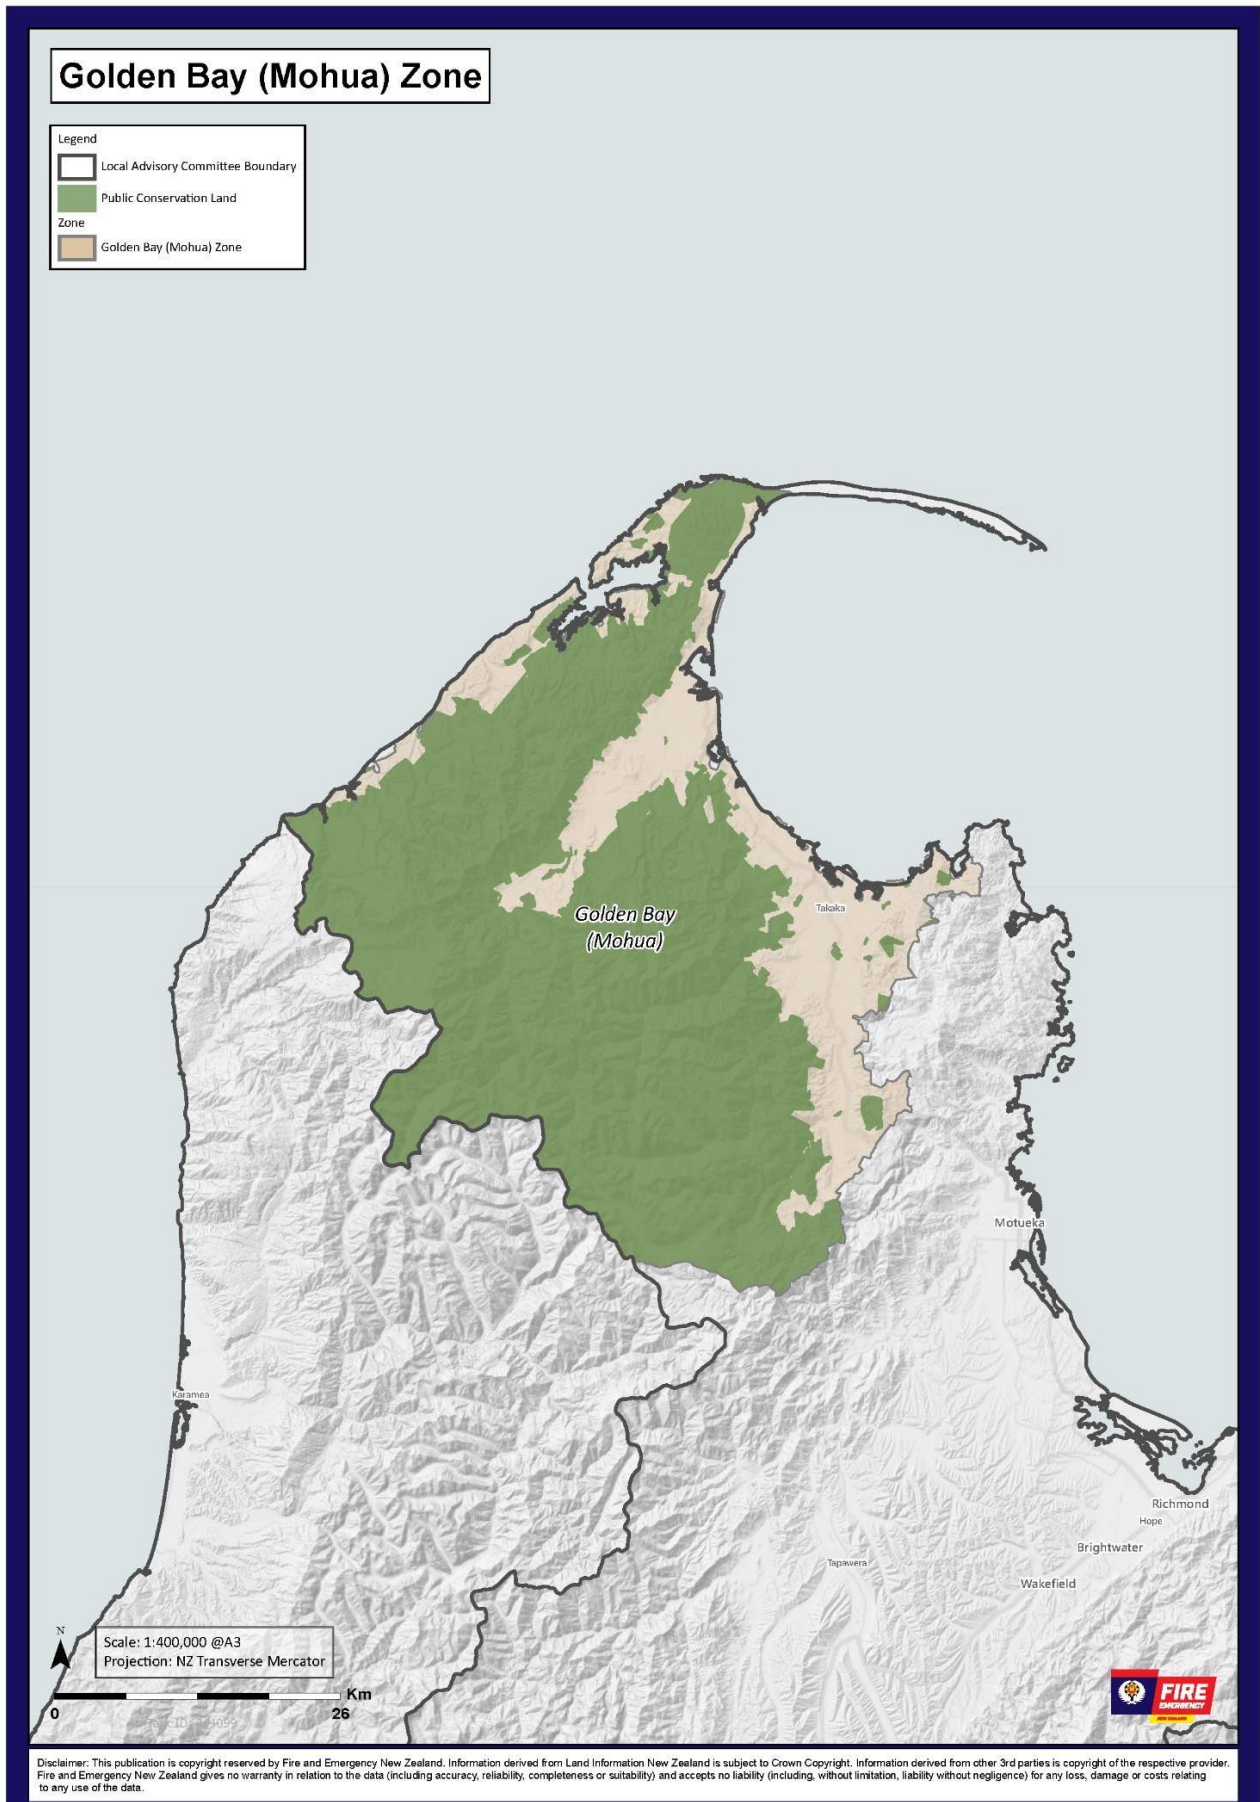 Golden Bay (Mohua) Zone
Legend
Local Advisory Committee Boundary
Public Conservation Land
Zone
Golden Bay (Mohua) Zone
Takaka
Golden Bay
(Mohua)
Motueka
Karamea
Richmond
Hope
Brightwater
Tapawera
Wakefield
N
Scale: 1:400,000 @A3
Projection: NZ Transverse Mercator
Km
0 26
FIRE
EMERGENCY
NEW ZEALAND
Disclaimer: This publication is copyright reserved by Fire and Emergency New Zealand. Information derived from Land Information New Zealand is subject to Crown Copyright. Information derived from other 3rd parties is copyright of the respective provider.
Fire and Emergency New Zealand gives no warranty in relation to the data (including accuracy, reliability, completeness or suitability) and accepts no liability (including, without limitation, liability without negligence) for any loss, damage or costs relating
to any use of the data.